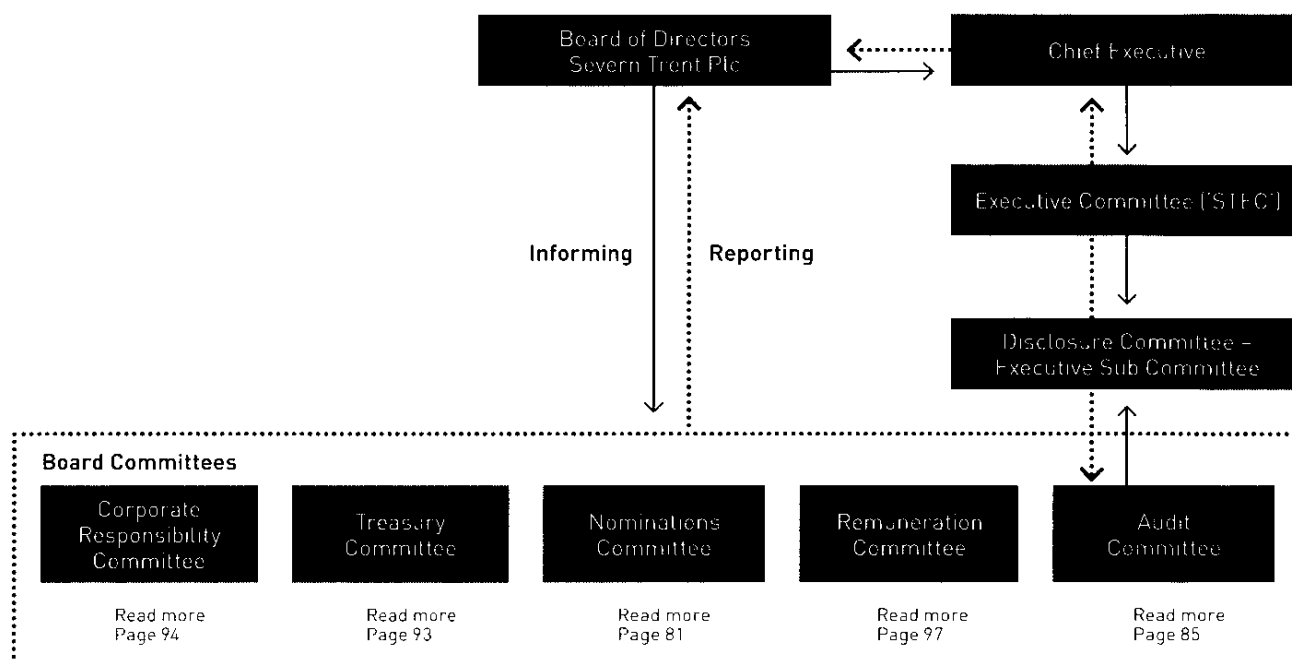 Board of Directors
Severn Trent Plc
Chief Executive
Executive Committee ('STEC')
Informing
Reporting
Disclosure Committee –
Executive Sub Committee
Board Committees
Corporate
Responsibility
Committee
Treasury
Committee
Nominations
Committee
Remuneration
Committee
Audit
Committee
Read more
Page 94
Read more
Page 93
Read more
Page 81
Read more
Page 97
Read more
Page 85